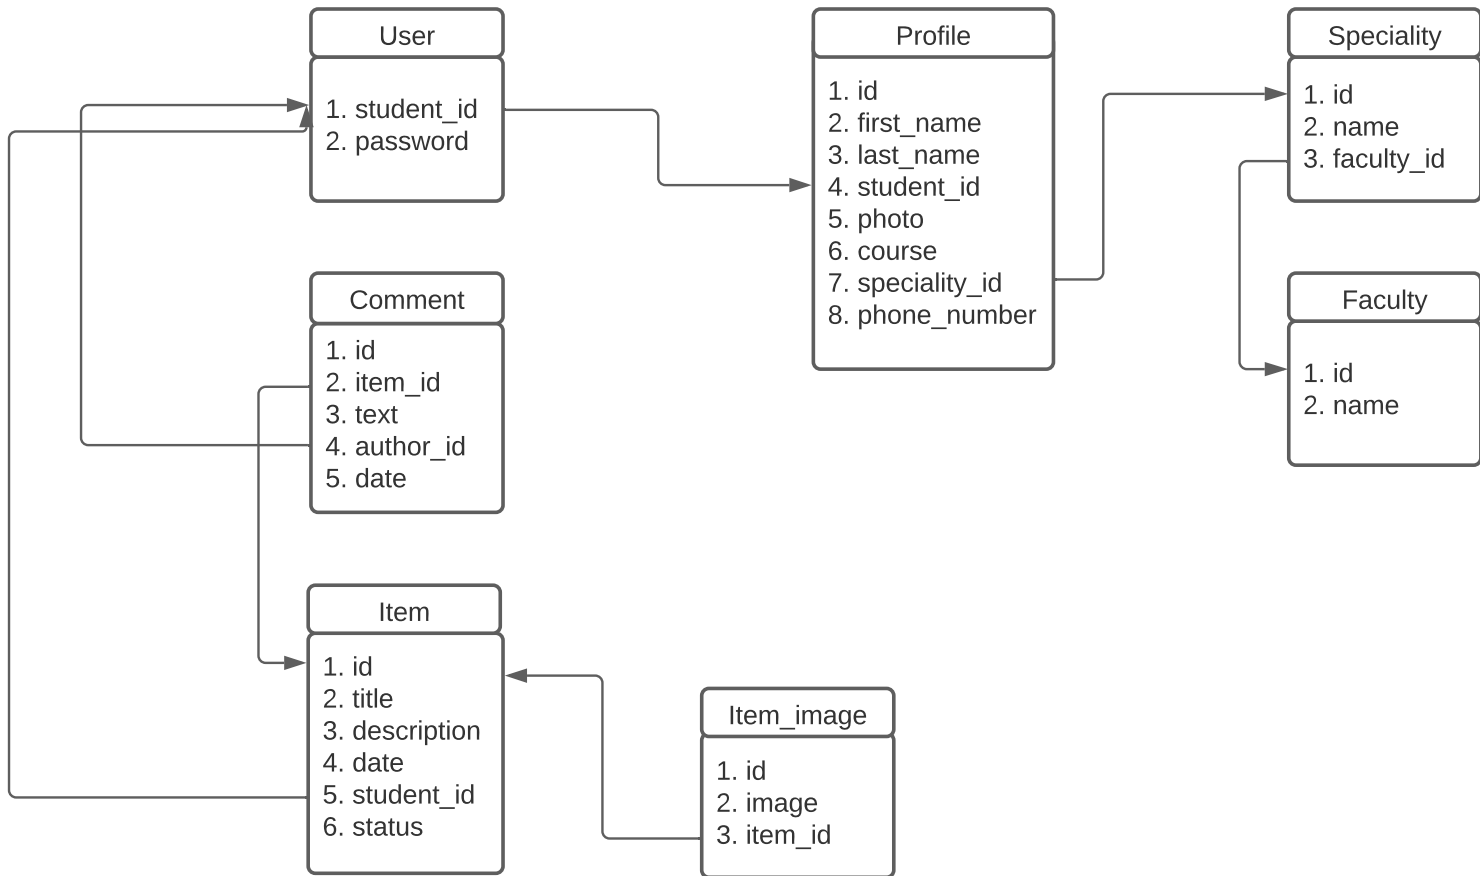 User
1. student_id
2. password
Profile
1. id
2. first_name
3. last_name
4. student_id
5. photo
6. course
7. speciality_id
8. phone_number
Speciality
1. id
2. name
3. faculty_id
Comment
1. id
2. item_id
3. text
4. author_id
5. date
Faculty
1. id
2. name
Item
1. id
2. title
3. description
4. date
5. student_id
6. status
Item_image
1. id
2. image
3. item_id